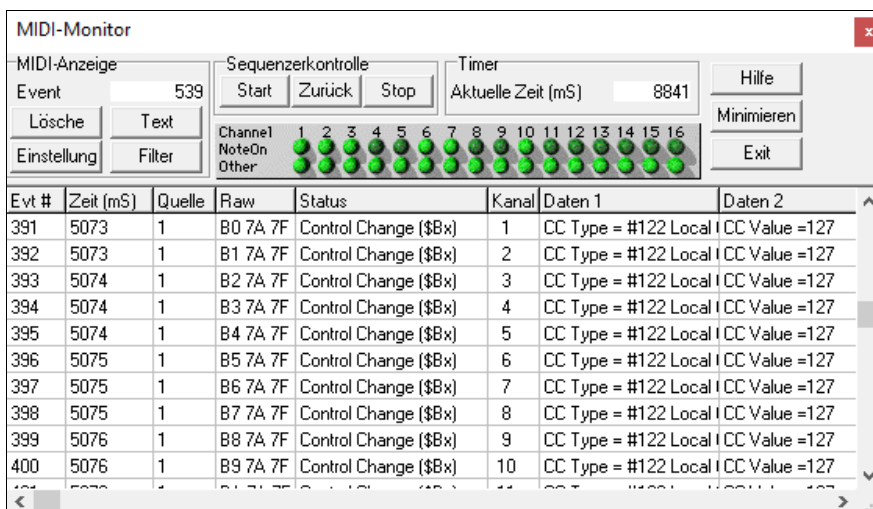 MIDI-Monitor
x
MIDI-Anzeige
Event 539
Lösche Text
Einstellung Filter
Sequenzerkontrolle
Start Zurück Stop
Timer
Aktuelle Zeit (mS) 8841
Hilfe
Minimieren
Exit
Channel 1 2 3 4 5 6 7 8 9 10 11 12 13 14 15 16
NoteOn
Other
Evt # Zeit (mS) Quelle Raw Status Kanal Daten 1 Daten 2
391 5073 1 B0 7A 7F Control Change ($Bx) 1 CC Type = #122 Local CC Value =127
392 5073 1 B1 7A 7F Control Change ($Bx) 2 CC Type = #122 Local CC Value =127
393 5074 1 B2 7A 7F Control Change ($Bx) 3 CC Type = #122 Local CC Value =127
394 5074 1 B3 7A 7F Control Change ($Bx) 4 CC Type = #122 Local CC Value =127
395 5074 1 B4 7A 7F Control Change ($Bx) 5 CC Type = #122 Local CC Value =127
396 5075 1 B5 7A 7F Control Change ($Bx) 6 CC Type = #122 Local CC Value =127
397 5075 1 B6 7A 7F Control Change ($Bx) 7 CC Type = #122 Local CC Value =127
398 5075 1 B7 7A 7F Control Change ($Bx) 8 CC Type = #122 Local CC Value =127
399 5076 1 B8 7A 7F Control Change ($Bx) 9 CC Type = #122 Local CC Value =127
400 5076 1 B9 7A 7F Control Change ($Bx) 10 CC Type = #122 Local CC Value =127